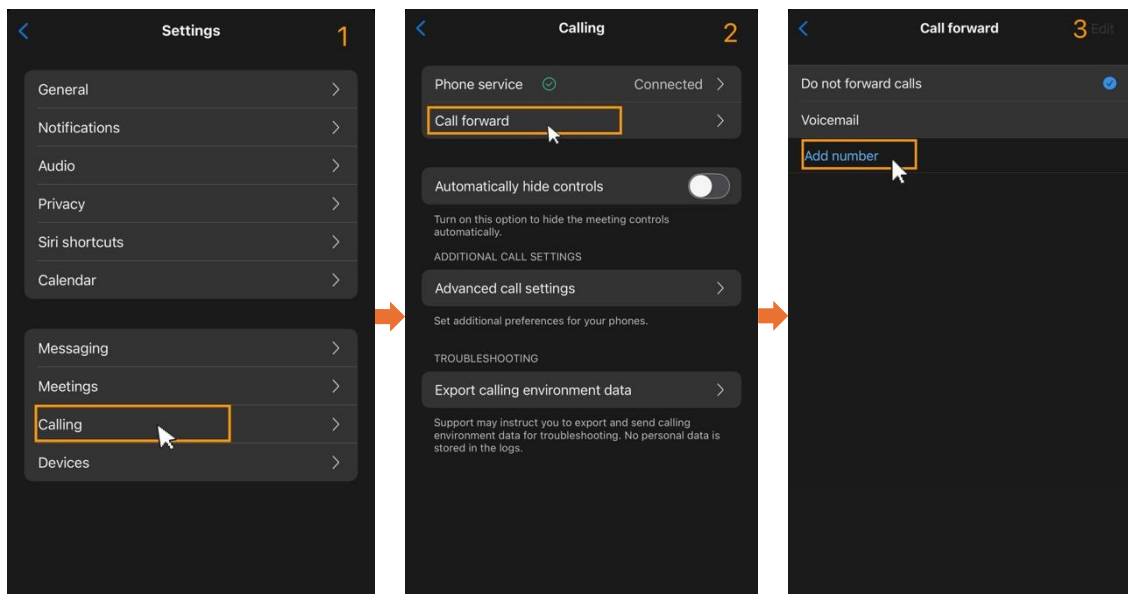 Settings
1
General
Notifications
Audio
Privacy
Siri shortcuts
Calendar
Messaging
Meetings
Calling
Devices
Calling
2
Phone service
Connected
Call forward
Automatically hide controls
Turn on this option to hide the meeting controls
automatically.
ADDITIONAL CALL SETTINGS
Advanced call settings
Set additional preferences for your phones.
TROUBLESHOOTING
Export calling environment data
Support may instruct you to export and send calling
environment data for troubleshooting. No personal data is
stored in the logs.
Call forward
3
Edit
Do not forward calls
Voicemail
Add number